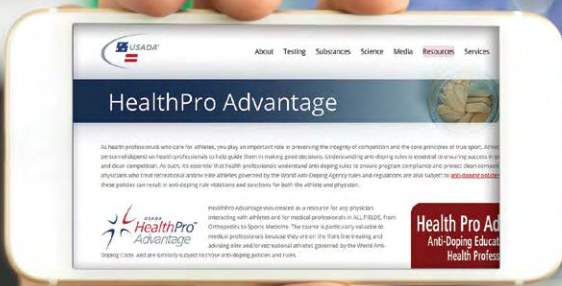 USADA
About Testing Substances Science Media Resources Services
HealthPro Advantage
As health professionals who care for athletes, you play an important role in preserving the integrity of competition and the core principles of true sport. Athle
personnel depend on health professionals to help guide them in making good decisions. Understanding anti-doping rules is essential to ensuring success in
and clean competition. As such, it's essential that health professionals understand anti-doping rules to ensure program compliance and protect clean
physicians who treat recreational and/or elite athletes governed by the World Anti-Doping Agency rules and regulations are also subject to anti-doping policies
these policies can result in anti-doping rule violations and sanctions for both the athlete and physician.
USADA
HealthPro™
Advantage
HealthPro Advantage was created as a resource for any physician
interacting with athletes and for medical professionals in ALL FIELDS, from
Orthopedics to Sports Medicine. The course is particularly valuable to
medical professionals because they are on the front line treating and
advising elite and/or recreational athletes governed by the World Anti-
Doping Code, and are similarly subject to those anti-doping policies and rules.
Health Pro Ad
Anti-Doping Educat
Health Profess